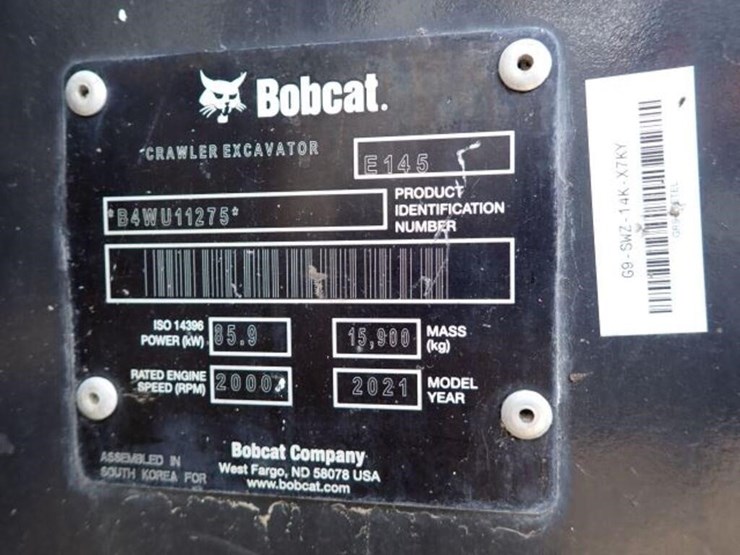 Bobcat.
CRAWLER EXCAVATOR
E145
*B4WU11275*
PRODUCT
IDENTIFICATION
NUMBER
ISO 14396
POWER (kW)
85.9
15,900
MASS
(kg)
RATED ENGINE
SPEED (RPM)
2000
2021
MODEL
YEAR
ASSEMBLED IN
SOUTH KOREA FOR
Bobcat Company
West Fargo, ND 58078 USA
www.bobcat.com
G9-SWZ-14K-X7KY